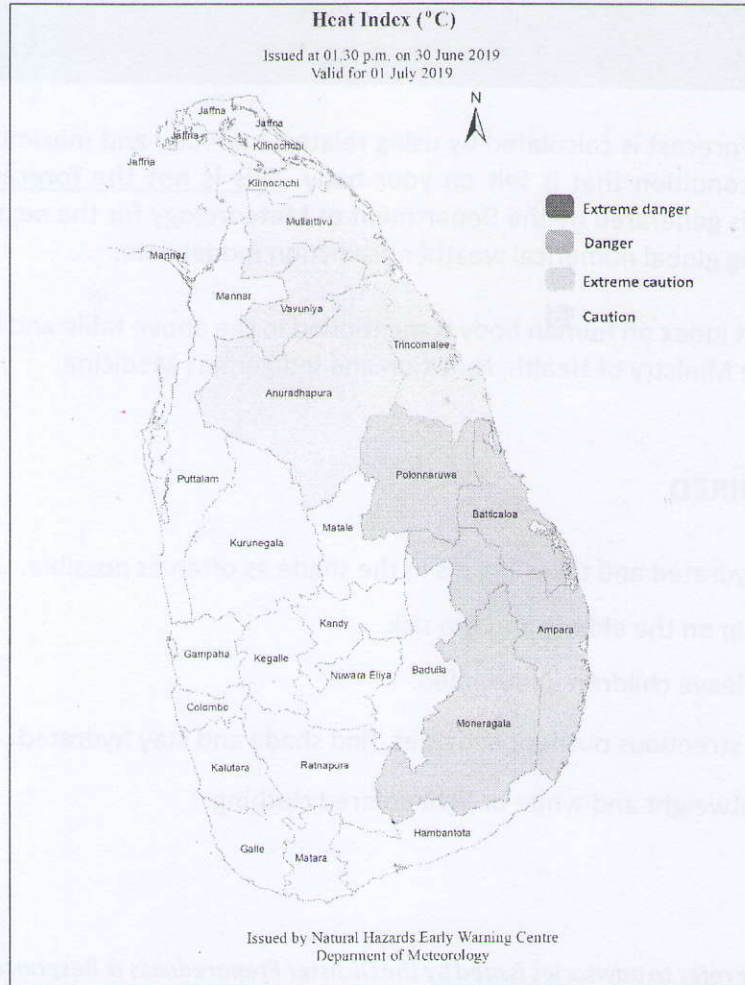 Heat Index (°C)
Issued at 01.30 p.m. on 30 June 2019
Valid for 01 July 2019
N
Jaffna
Jaffna
Jaffna
Jaffna
Kilinochchi
Kilinochchi
Mullaittivu
Mannar
Mannar
Vavuniya
Trincomalee
Anuradhapura
Extreme danger
Danger
Extreme caution
Caution
Puttalam
Polonnaruwa
Batticaloa
Matale
Kurunegala
Kandy
Ampara
Gampaha
Kegalle
Nuwara Eliya
Badulla
Colombo
Moneragala
Kalutara
Ratnapura
Hambantota
Galle
Matara
Issued by Natural Hazards Early Warning Centre
Deparment of Meteorology